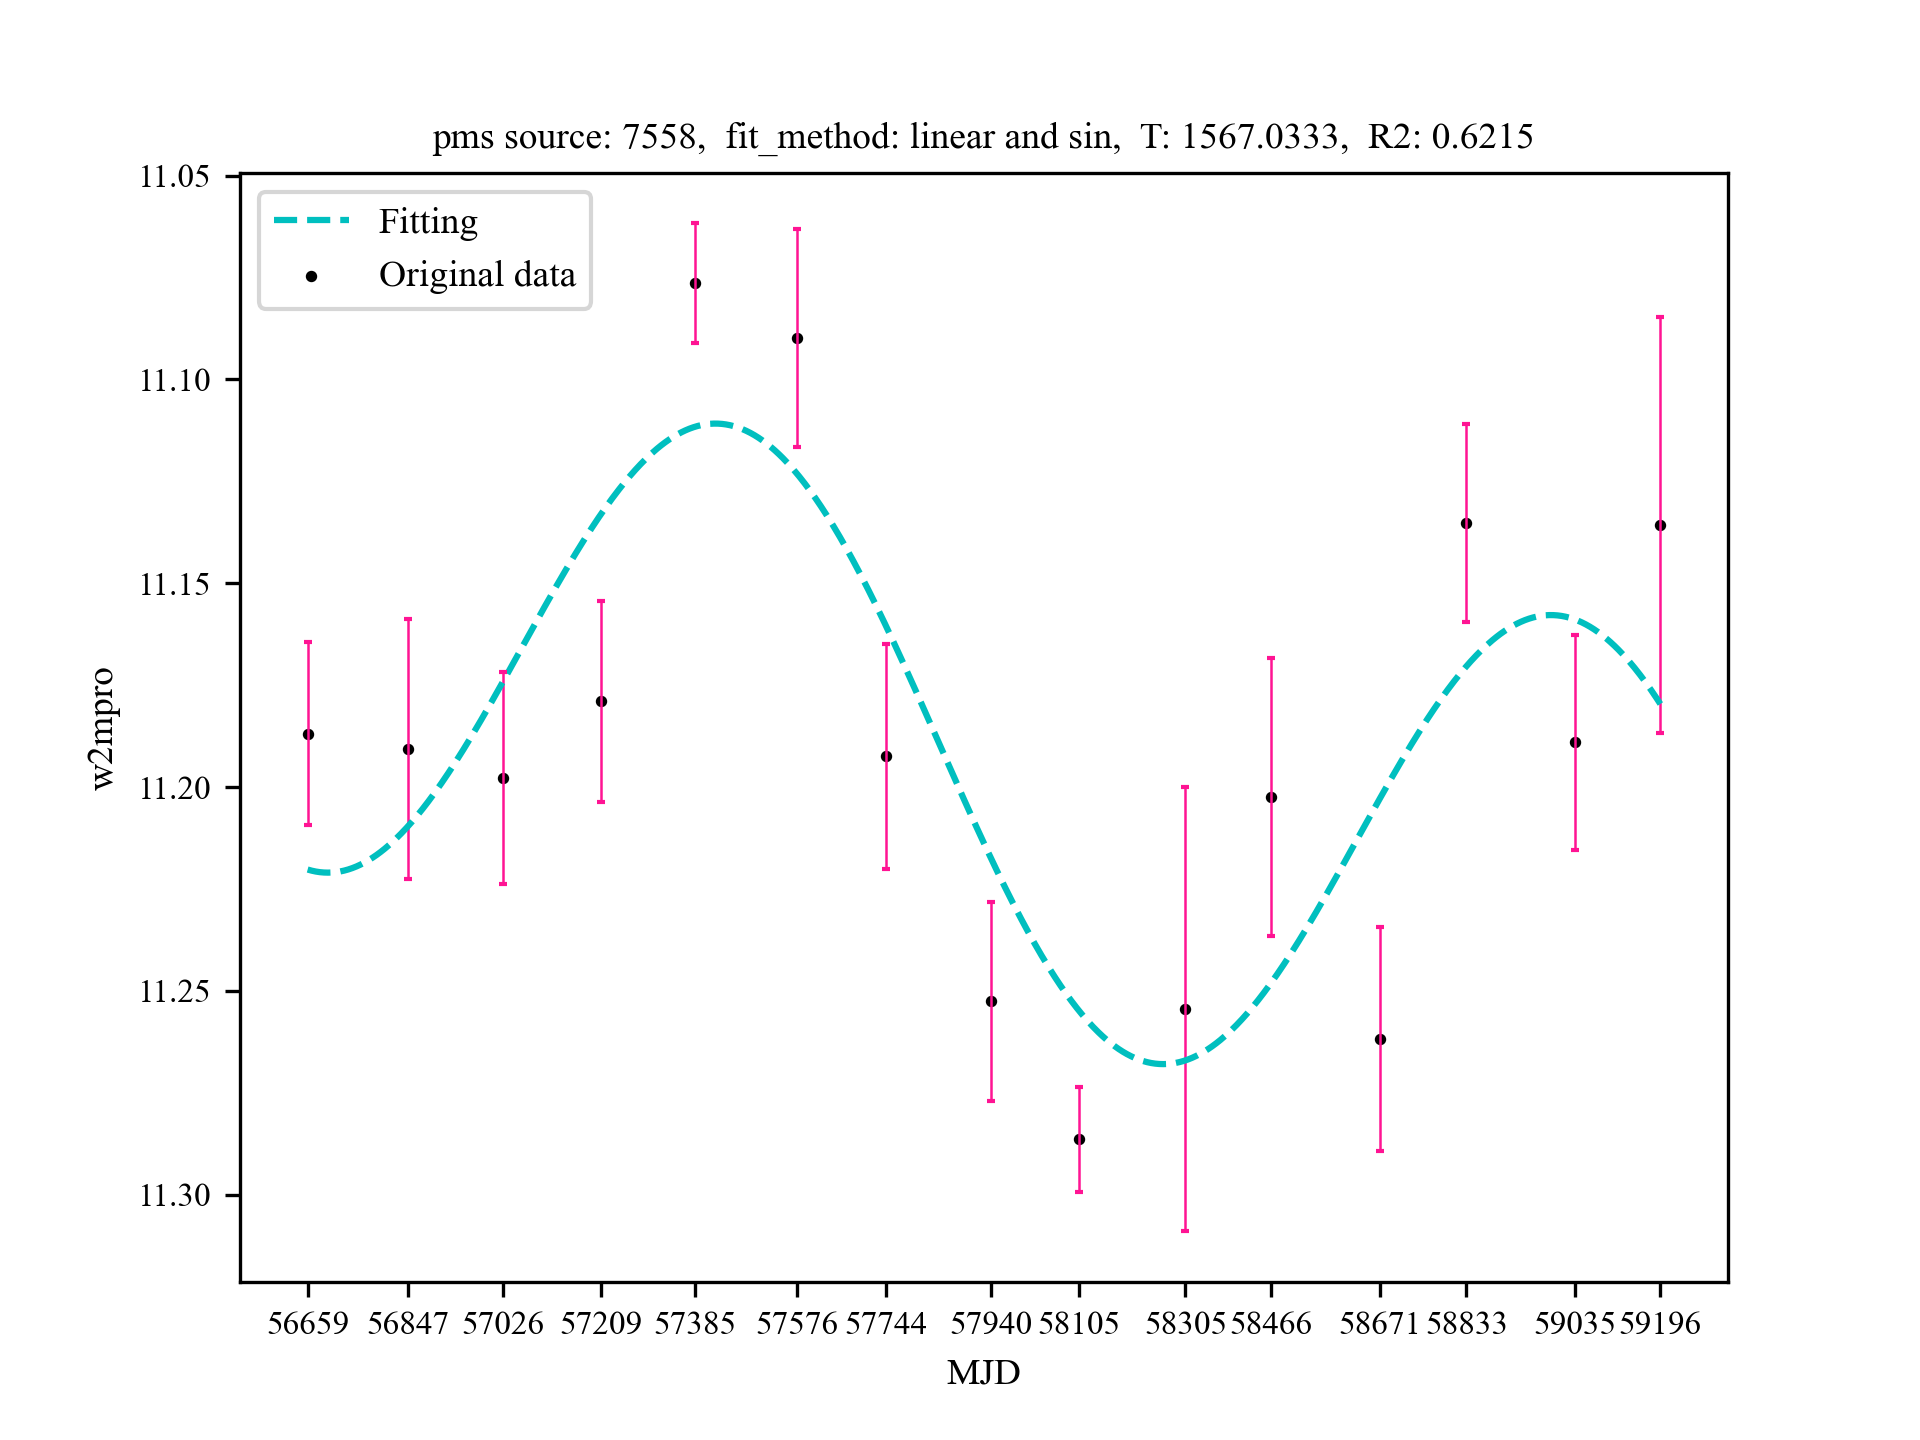 pms source: 7558,  fit_method: linear and sin,  T: 1567.0333,  R2: 0.6215
Fitting
Original data
11.05
11.10
11.15
11.20
11.25
11.30
w2mpro
56659 56847 57026 57209 57385 57576 57744 57940 58105 58305 58466 58671 58833 59035 59196
MJD